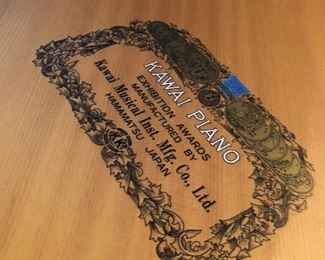 KAWAI PIANO
EXHIBITION AWARDS
MANUFACTURED BY
Kawai Musical Inst. Mfg. Co., Ltd.
HAMAMATSU JAPAN